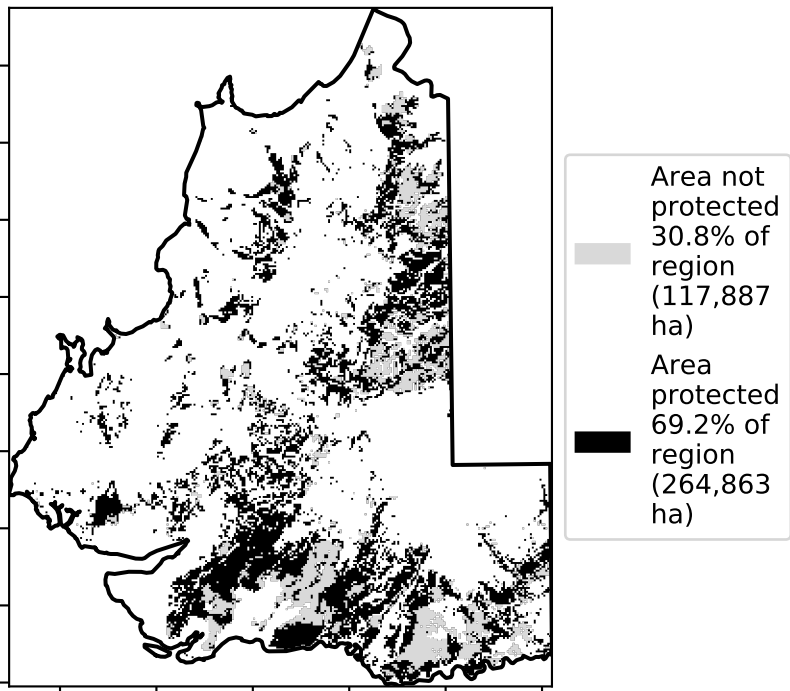 Area not
protected
30.8% of
region
(117,887
ha)
Area
protected
69.2% of
region
(264,863
ha)